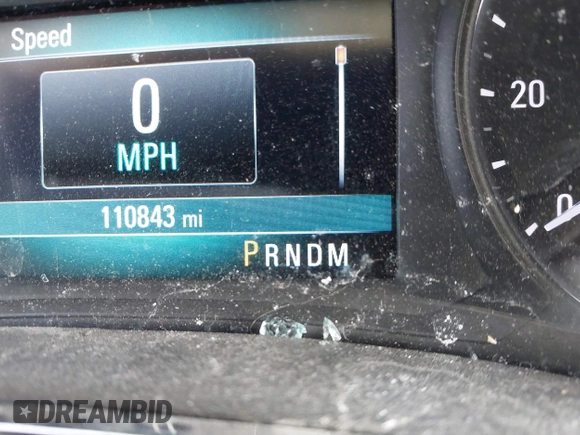 Speed
0
MPH
20
110843 mi
0
PRNDM
DREAMBID